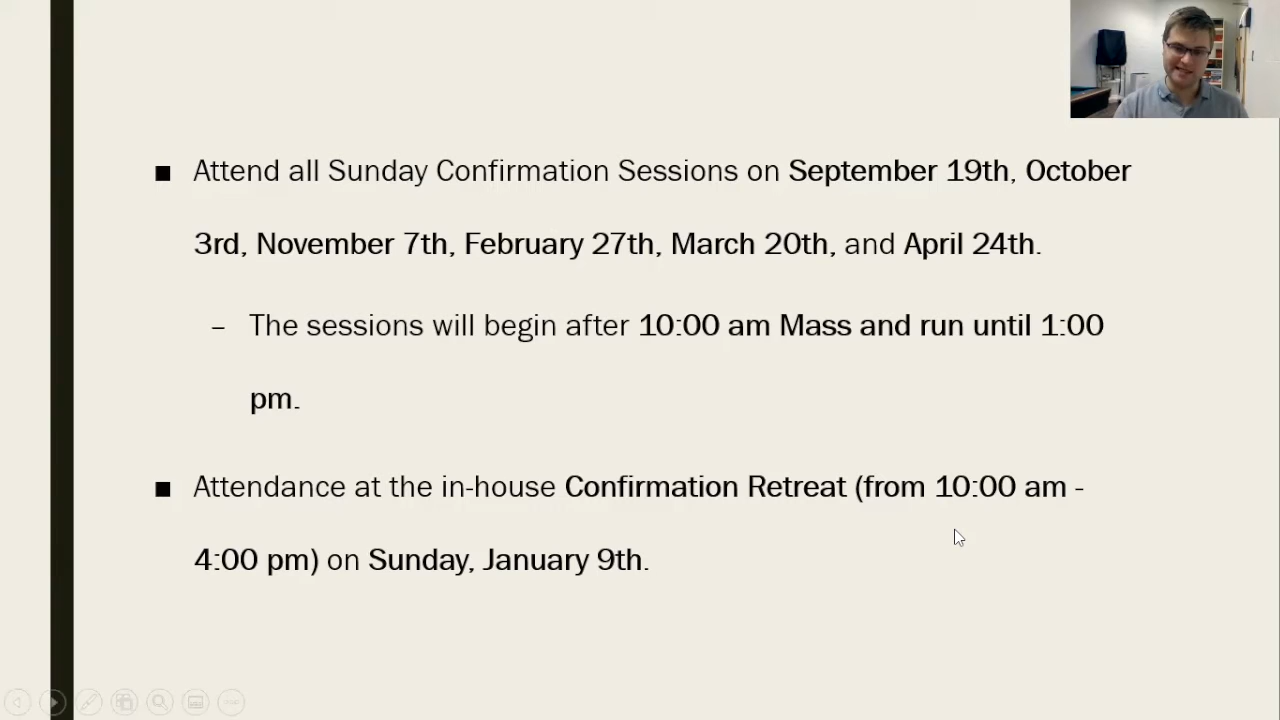 ■ Attend all Sunday Confirmation Sessions on September 19th, October
3rd, November 7th, February 27th, March 20th, and April 24th.
– The sessions will begin after 10:00 am Mass and run until 1:00
pm.
■ Attendance at the in-house Confirmation Retreat (from 10:00 am -
4:00 pm) on Sunday, January 9th.